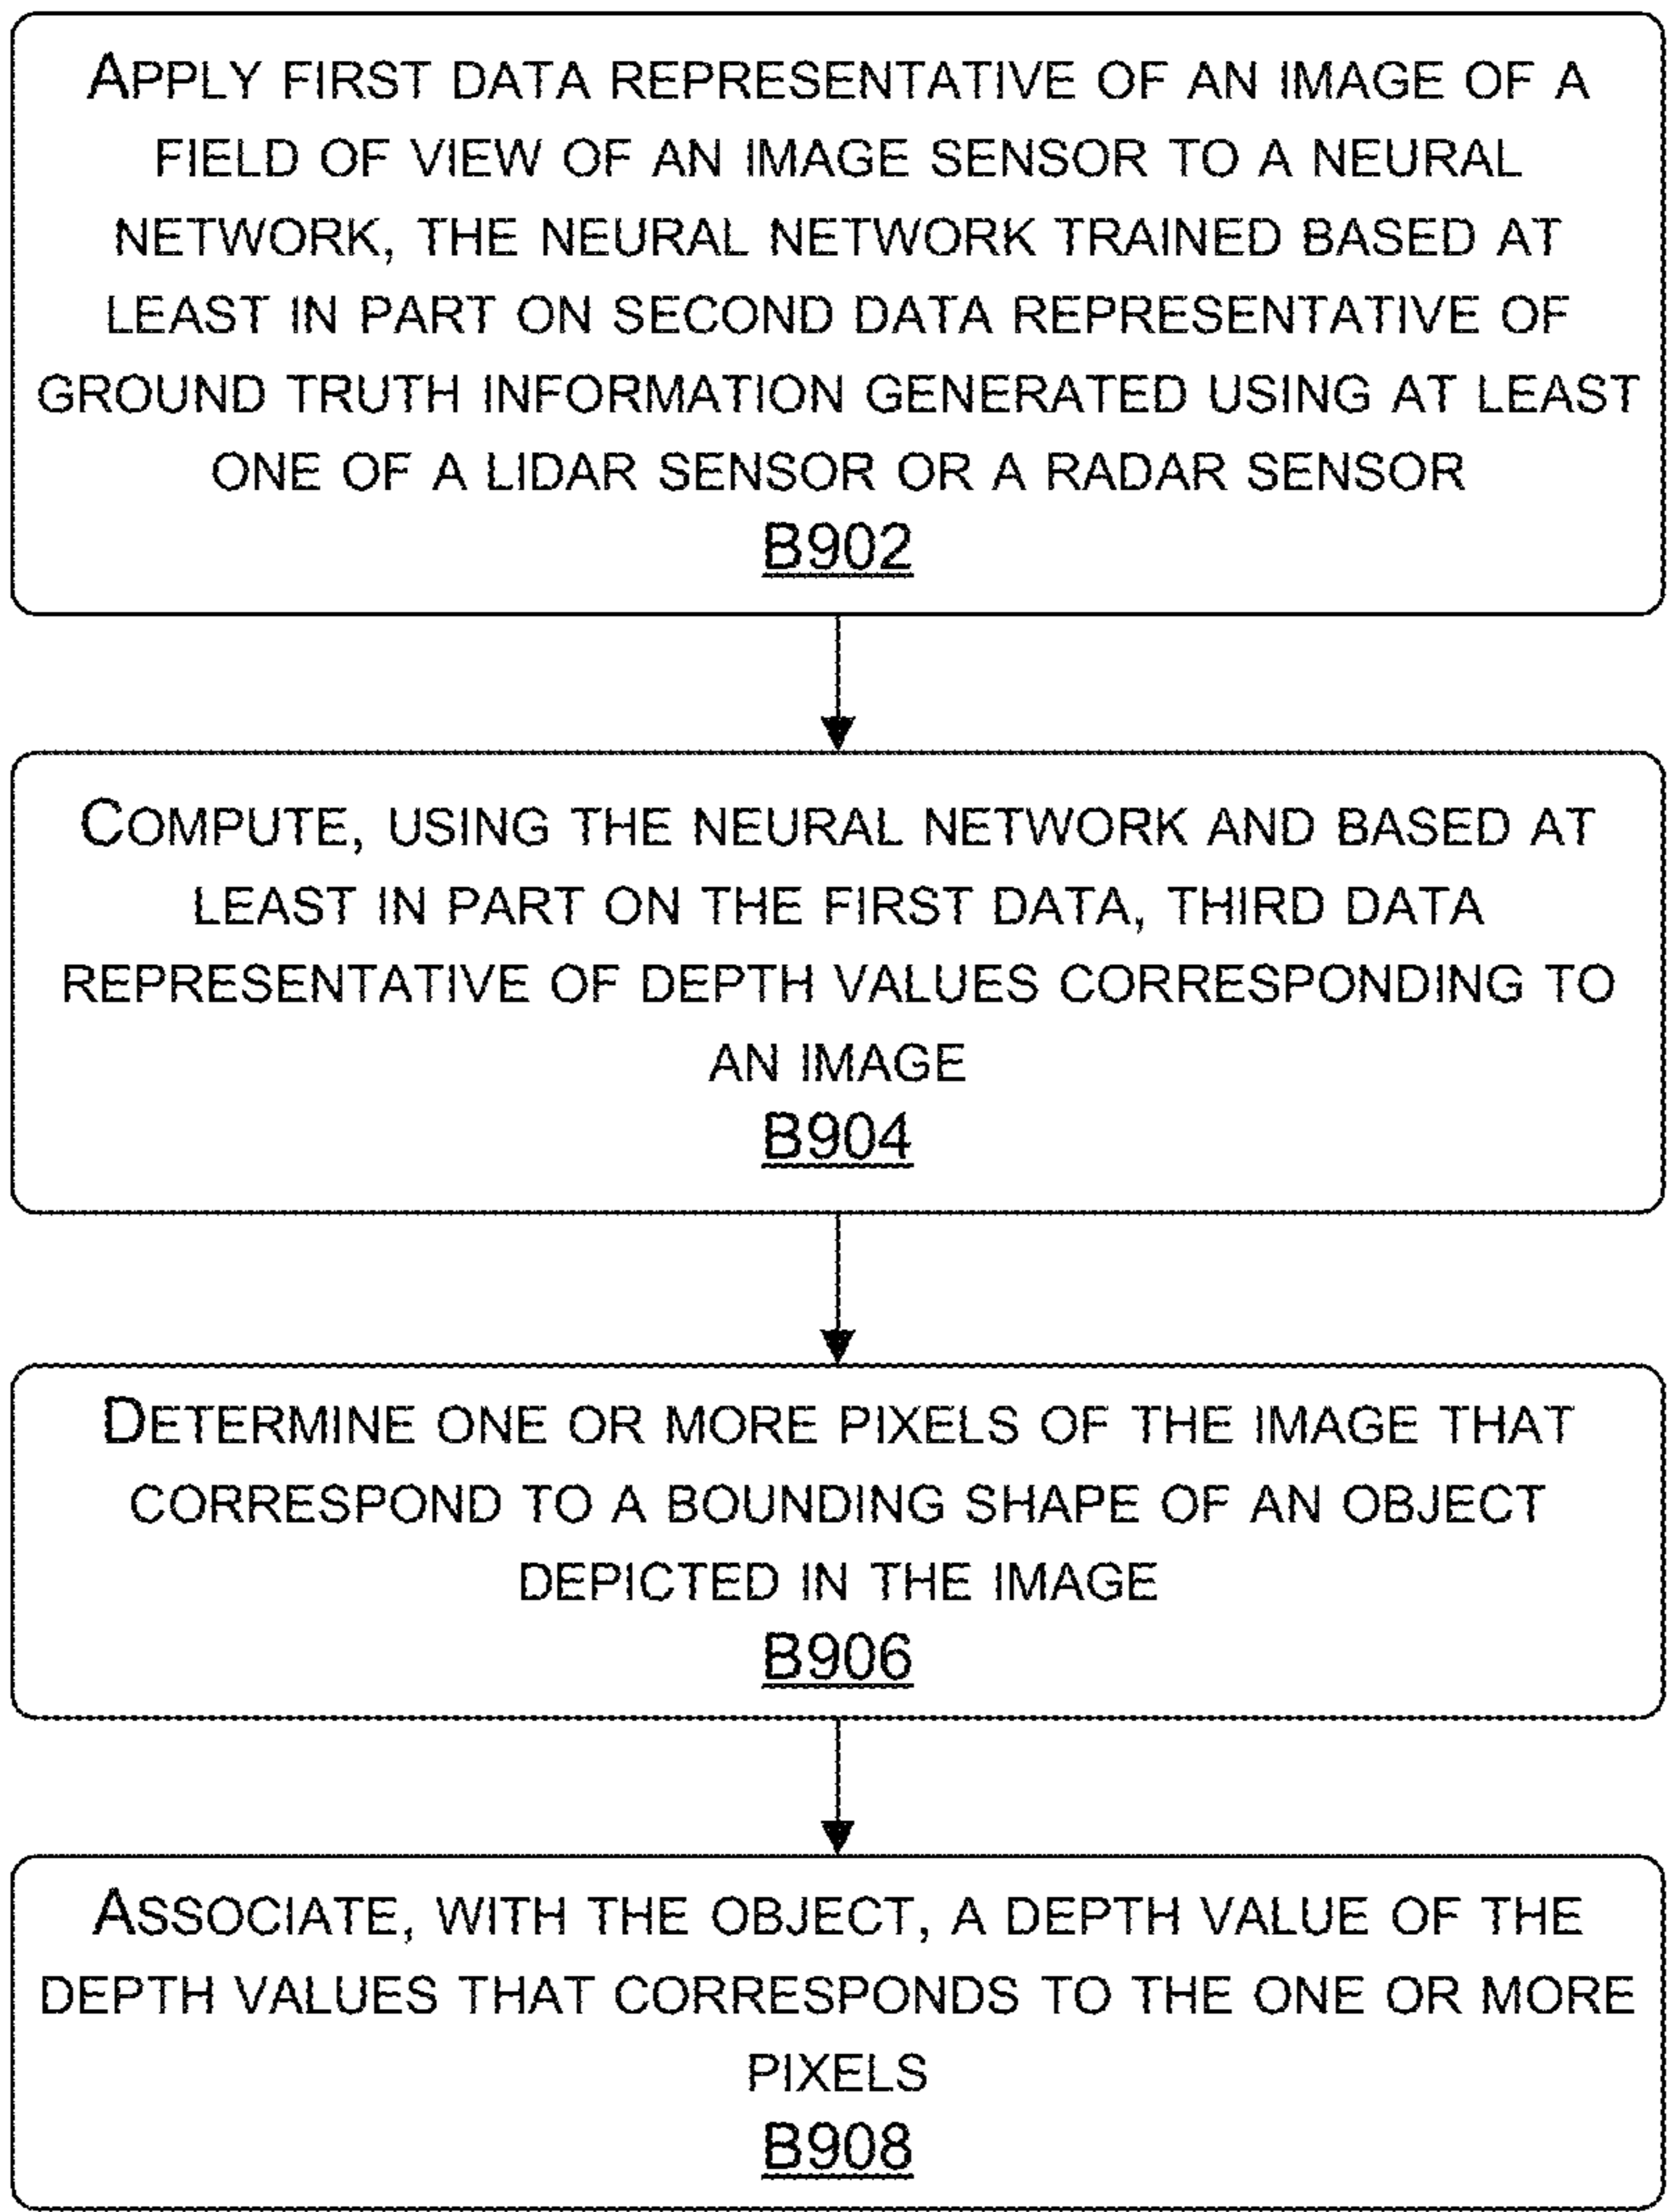 APPLY FIRST DATA REPRESENTATIVE OF AN IMAGE OF A
FIELD OF VIEW OF AN IMAGE SENSOR TO A NEURAL
NETWORK, THE NEURAL NETWORK TRAINED BASED AT
LEAST IN PART ON SECOND DATA REPRESENTATIVE OF
GROUND TRUTH INFORMATION GENERATED USING AT LEAST
ONE OF A LIDAR SENSOR OR A RADAR SENSOR
B902
COMPUTE, USING THE NEURAL NETWORK AND BASED AT
LEAST IN PART ON THE FIRST DATA, THIRD DATA
REPRESENTATIVE OF DEPTH VALUES CORRESPONDING TO
AN IMAGE
B904
DETERMINE ONE OR MORE PIXELS OF THE IMAGE THAT
CORRESPOND TO A BOUNDING SHAPE OF AN OBJECT
DEPICTED IN THE IMAGE
B906
ASSOCIATE, WITH THE OBJECT, A DEPTH VALUE OF THE
DEPTH VALUES THAT CORRESPONDS TO THE ONE OR MORE
PIXELS
B908